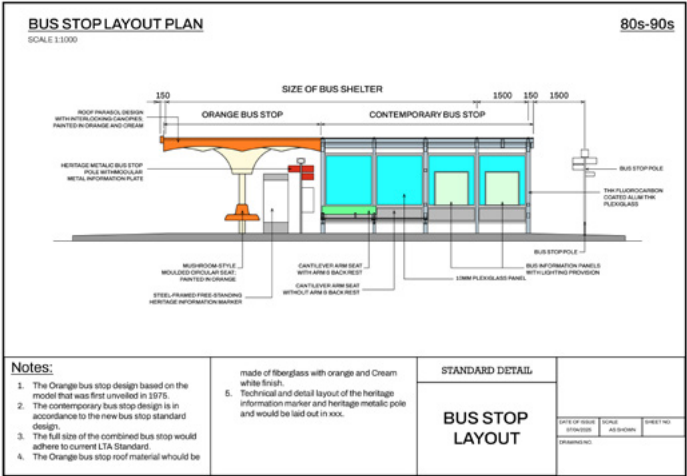 BUS STOP LAYOUT PLAN
80s-90s
SCALE 1:1000
SIZE OF BUS SHELTER
150
1500
150
1500
ORANGE BUS STOP
CONTEMPORARY BUS STOP
ROOF PARASOL DESIGN
WITH INTERLOCKING CANOPIES,
PAINTED IN ORANGE AND CREAM
HERITAGE METALIC BUS STOP
POLE WITH MODULAR
METAL INFORMATION PLATE
BUS STOP POLE
THK FLUROCARBON
COATED ALUM THK
PLEXIGLASS
BUS STOP POLE
MUSHROOM-STYLE
MOULDED CIRCULAR SEAT,
PAINTED IN ORANGE
CANTILEVER ARM SEAT
WITH ARM & BACK REST
10MM PLEXIGLASS PANEL
BUS INFORMATION PANELS
WITH LIGHTING PROVISION
CANTILEVER ARM SEAT
WITHOUT ARM & BACK REST
STEEL-FRAMED FREE-STANDING
HERITAGE INFORMATION MARKER
Notes:
1. The Orange bus stop design based on the
model that was first unveiled in 1975.
2. The contemporary bus stop design is in
accordance to the new bus stop standard
design.
3. The full size of the combined bus stop would
adhere to current LTA Standard.
4. The Orange bus stop roof material whould be
made of fiberglass with orange and Cream
white finish.
5. Technical and detail layout of the heritage
information marker and heritage metalic pole
and would be laid out in xxx.
STANDARD DETAIL
BUS STOP
LAYOUT
DATE OF ISSUE
SCALE
SHEET NO.
AS SHOWN
DRAWING NO.